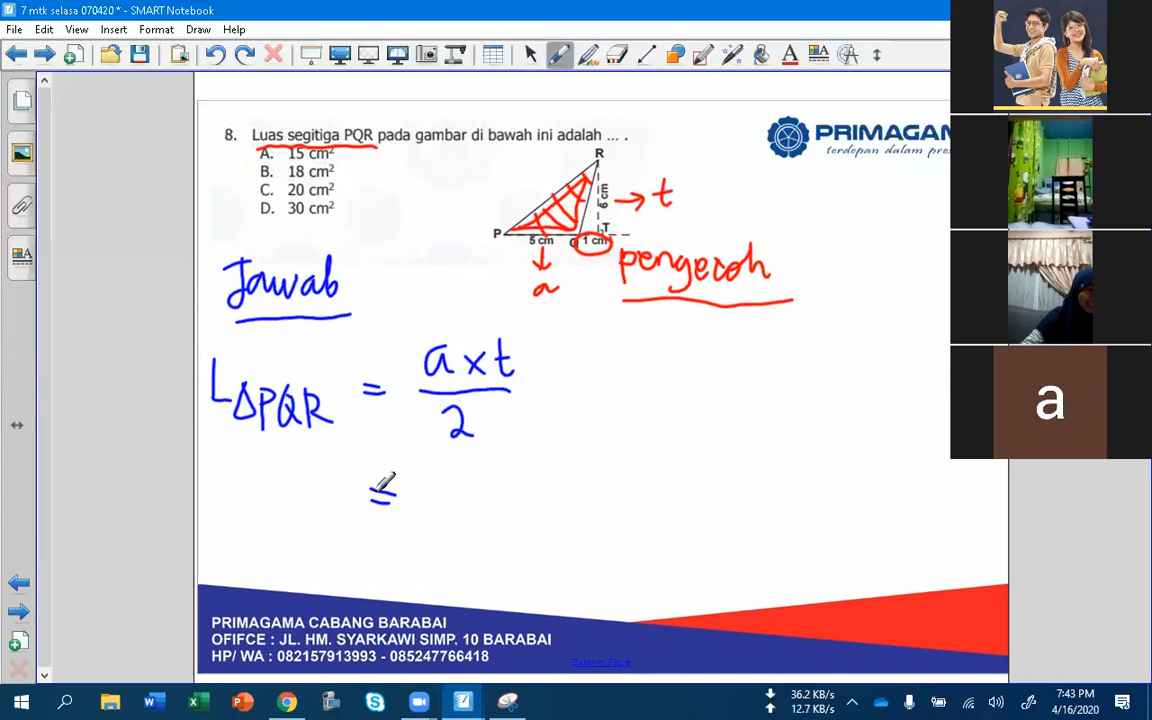 7 mtk selasa 070420 * - SMART Notebook
File Edit View Insert Format Draw Help
PRIMAGAMA
terdepan dalam pres
8. Luas segitiga PQR pada gambar di bawah ini adalah ... .
A. 15 cm²
B. 18 cm²
C. 20 cm²
D. 30 cm²
R
6 cm
→ t
P
5 cm
Q
1 cm
T
a
pengecoh
Jawab
L ΔPQR = a x t
2
=
a
PRIMAGAMA CABANG BARABAI
OFIFCE : JL. HM. SYARKAWI SIMP. 10 BARABAI
HP/ WA : 082157913993 - 085247766418
Extend Page
36.2 KB/s
12.7 KB/s
7:43 PM
4/16/2020